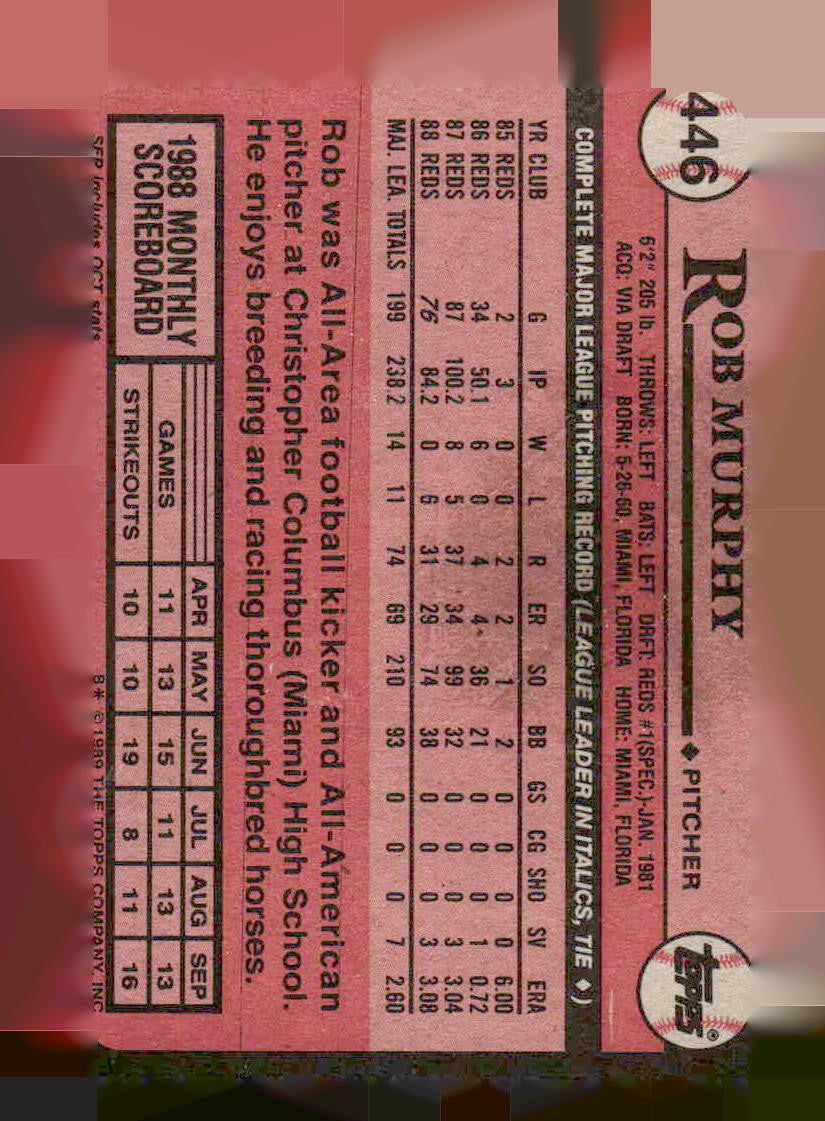 446
ROB MURPHY
◆ PITCHER
TOPPS®
6'2" 205 lb. THROWS: LEFT BATS: LEFT DRFT: REDS #1(SPEC.)-JAN. 1981
ACQ: VIA DRAFT BORN: 5-26-60, MIAMI, FLORIDA HOME: MIAMI, FLORIDA
COMPLETE MAJOR LEAGUE PITCHING RECORD (LEAGUE LEADER IN ITALICS, TIE ◆)
YR CLUB G IP W L R ER SO BB GS CG SHO SV ERA
85 REDS 2 3 0 0 2 2 1 2 0 0 0 0 6.00
86 REDS 34 50.1 6 0 4 4 36 21 0 0 0 1 0.72
87 REDS 87 100.2 8 5 37 34 99 32 0 0 0 3 3.04
88 REDS 76 84.2 0 6 31 29 74 38 0 0 0 3 3.08
MAJ. LEA. TOTALS 199 238.2 14 11 74 69 210 93 0 0 0 7 2.60
Rob was All-Area football kicker and All-American
pitcher at Christopher Columbus (Miami) High School.
He enjoys breeding and racing thoroughbred horses.
1988 MONTHLY
SCOREBOARD
APR MAY JUN JUL AUG SEP
GAMES 11 13 15 11 13 13
STRIKEOUTS 10 10 19 8 11 16
SEP includes OCT stats
8* ©1989 THE TOPPS COMPANY, INC